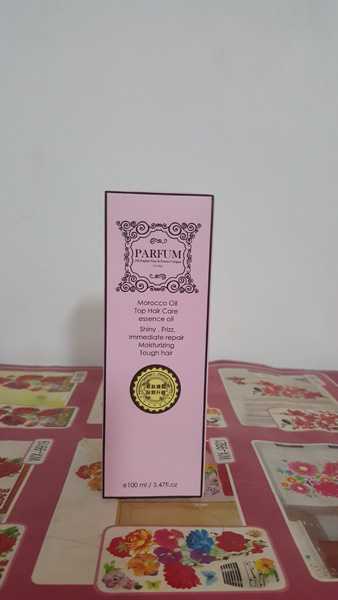 PARFUM
Morocco Oil
Top Hair Care
essence oil
Shiny . Frizz,
immediate repair
Moisturizing
Tough hair
e100 ml / 3.47fl.oz